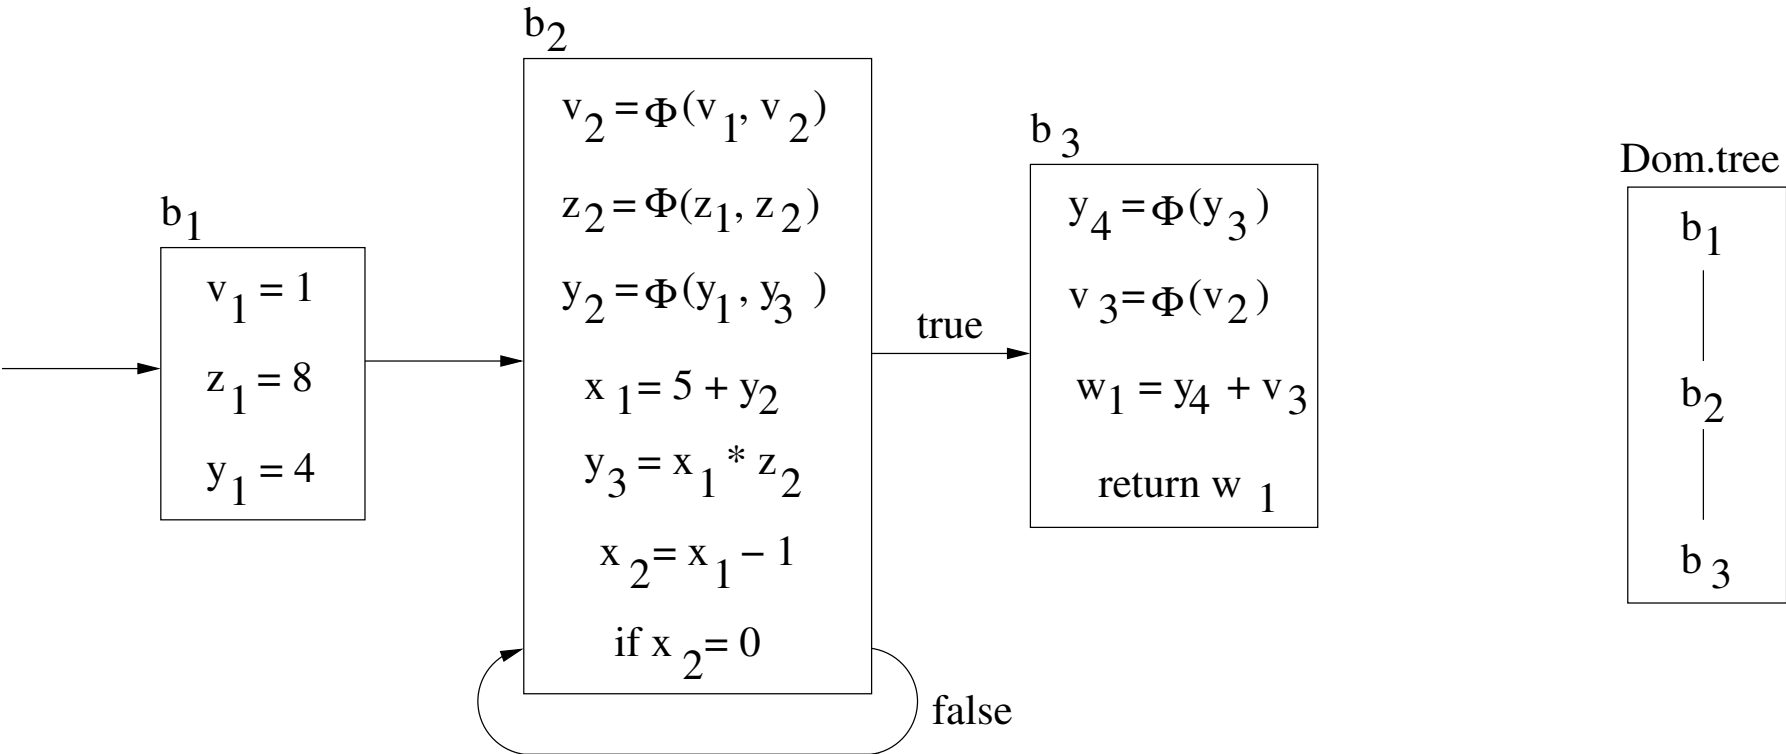 b1
v1 = 1
z1 = 8
y1 = 4
b2
v2 = Φ(v1, v2)
z2 = Φ(z1, z2)
y2 = Φ(y1, y3)
x1 = 5 + y2
y3 = x1 * z2
x2 = x1 − 1
if x2 = 0
false
true
b3
y4 = Φ(y3)
v3 = Φ(v2)
w1 = y4 + v3
return w1
Dom.tree
b1
b2
b3